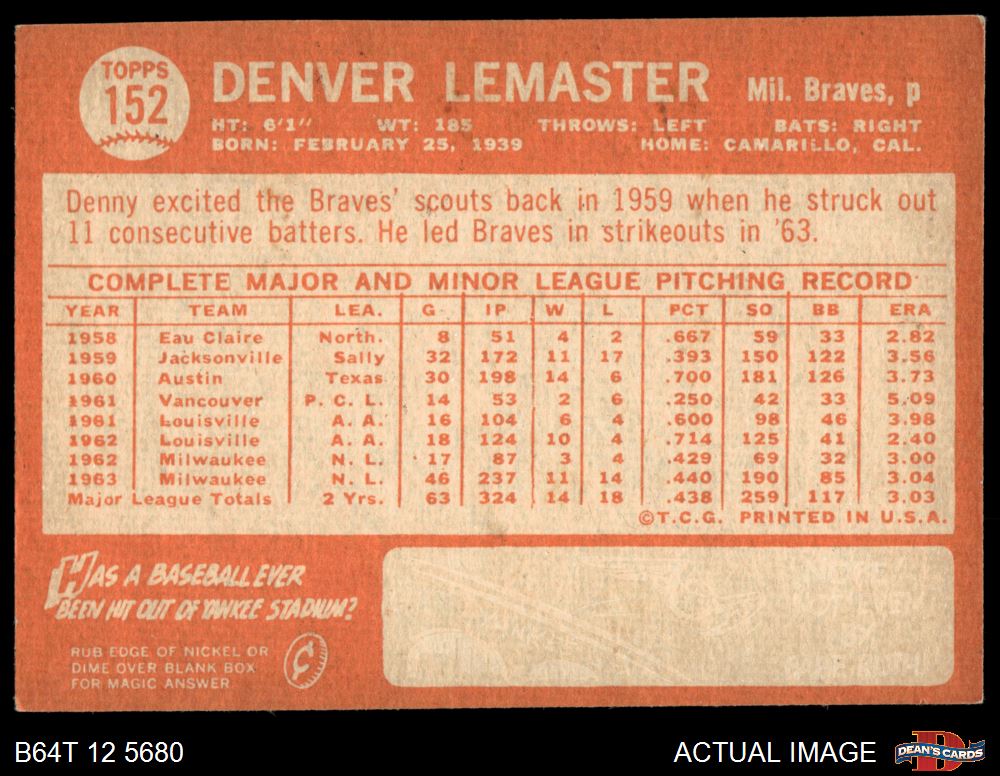 TOPPS
152
DENVER LEMASTER Mil. Braves, p
HT: 6'1" WT: 185 THROWS: LEFT BATS: RIGHT
BORN: FEBRUARY 25, 1939 HOME: CAMARILLO, CAL.
Denny excited the Braves' scouts back in 1959 when he struck out
11 consecutive batters. He led Braves in strikeouts in '63.
COMPLETE MAJOR AND MINOR LEAGUE PITCHING RECORD
YEAR TEAM LEA. G IP W L PCT SO BB ERA
1958 Eau Claire North. 8 51 4 2 .667 59 33 2.82
1959 Jacksonville Sally 32 172 11 17 .393 150 122 3.56
1960 Austin Texas 30 198 14 6 .700 181 126 3.73
1961 Vancouver P. C. L. 14 53 2 6 .250 42 33 5.09
1961 Louisville A. A. 16 104 6 4 .600 98 46 3.98
1962 Louisville A. A. 18 124 10 4 .714 125 41 2.40
1962 Milwaukee N. L. 17 87 3 4 .429 69 32 3.00
1963 Milwaukee N. L. 46 237 11 14 .440 190 85 3.04
Major League Totals 2 Yrs. 63 324 14 18 .438 259 117 3.03
©T.C.G. PRINTED IN U.S.A.
HAS A BASEBALL EVER
BEEN HIT OUT OF YANKEE STADIUM?
RUB EDGE OF NICKEL OR
DIME OVER BLANK BOX
FOR MAGIC ANSWER
B64T 12 5680 ACTUAL IMAGE DEAN'S CARDS